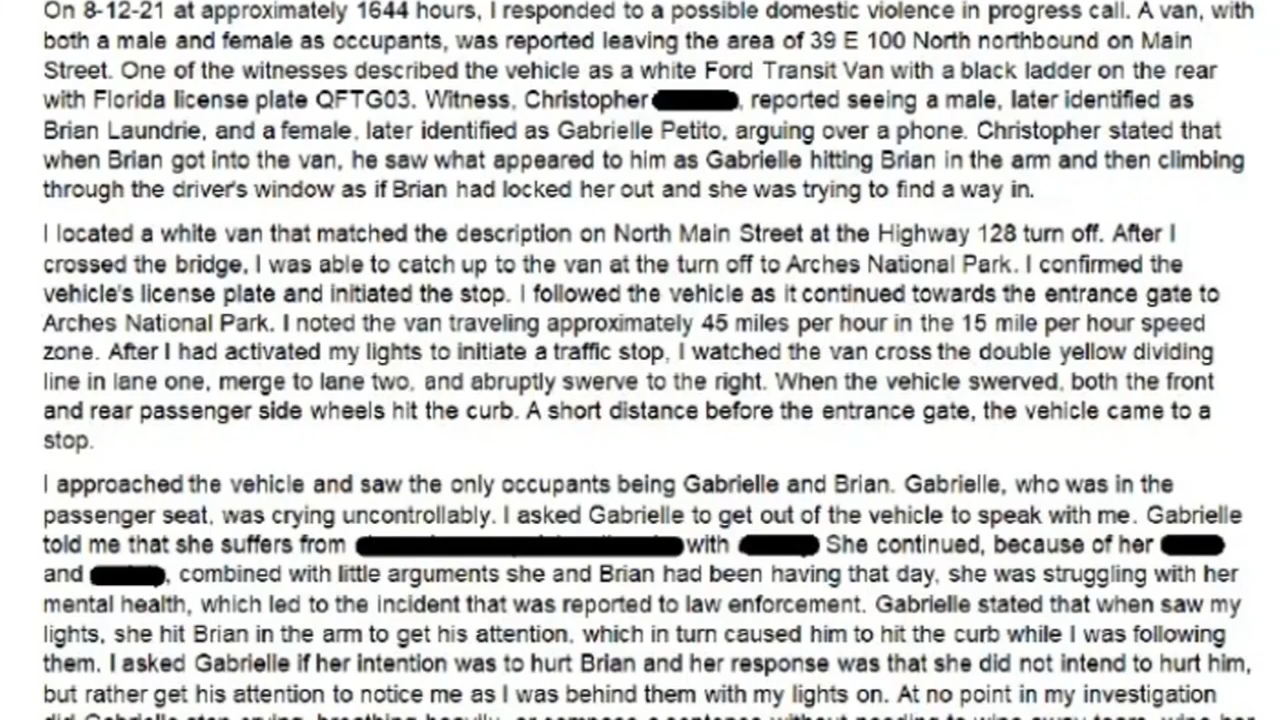 On 8-12-21 at approximately 1644 hours, I responded to a possible domestic violence in progress call. A van, with
both a male and female as occupants, was reported leaving the area of 39 E 100 North northbound on Main
Street. One of the witnesses described the vehicle as a white Ford Transit Van with a black ladder on the rear
with Florida license plate QFTG03. Witness, Christopher , reported seeing a male, later identified as
Brian Laundrie, and a female, later identified as Gabrielle Petito, arguing over a phone. Christopher stated that
when Brian got into the van, he saw what appeared to him as Gabrielle hitting Brian in the arm and then climbing
through the driver's window as if Brian had locked her out and she was trying to find a way in.
I located a white van that matched the description on North Main Street at the Highway 128 turn off. After I
crossed the bridge, I was able to catch up to the van at the turn off to Arches National Park. I confirmed the
vehicle's license plate and initiated the stop. I followed the vehicle as it continued towards the entrance gate to
Arches National Park. I noted the van traveling approximately 45 miles per hour in the 15 mile per hour speed
zone. After I had activated my lights to initiate a traffic stop, I watched the van cross the double yellow dividing
line in lane one, merge to lane two, and abruptly swerve to the right. When the vehicle swerved, both the front
and rear passenger side wheels hit the curb. A short distance before the entrance gate, the vehicle came to a
stop.
I approached the vehicle and saw the only occupants being Gabrielle and Brian. Gabrielle, who was in the
passenger seat, was crying uncontrollably. I asked Gabrielle to get out of the vehicle to speak with me. Gabrielle
told me that she suffers from with She continued, because of her
and , combined with little arguments she and Brian had been having that day, she was struggling with her
mental health, which led to the incident that was reported to law enforcement. Gabrielle stated that when saw my
lights, she hit Brian in the arm to get his attention, which in turn caused him to hit the curb while I was following
them. I asked Gabrielle if her intention was to hurt Brian and her response was that she did not intend to hurt him,
but rather get his attention to notice me as I was behind them with my lights on. At no point in my investigation
did Gabrielle stop crying, breathing heavily, or compose a sentence without needing to wipe away tears